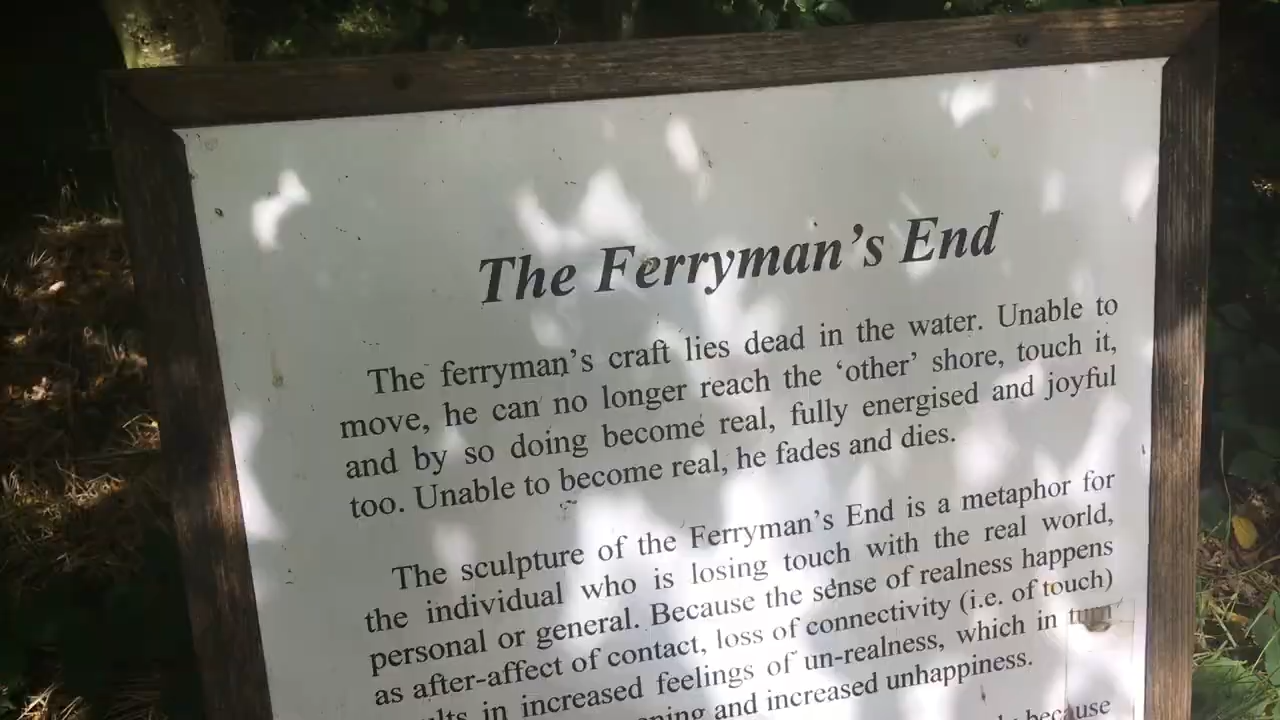 The Ferryman's End
The ferryman's craft lies dead in the water. Unable to
move, he can no longer reach the 'other' shore, touch it,
and by so doing become real, fully energised and joyful
too. Unable to become real, he fades and dies.
The sculpture of the Ferryman's End is a metaphor for
the individual who is losing touch with the real world,
personal or general. Because the sense of realness happens
as after-affect of contact, loss of connectivity (i.e. of touch)
in increased feelings of un-realness, which in turn
and increased unhappiness.
because